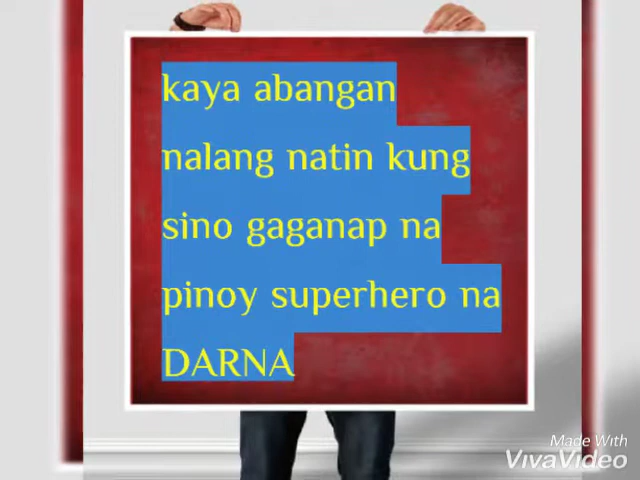 kaya abangan
nalang natin kung
sino gaganap na
pinoy superhero na
DARNA
Made With
VivaVideo